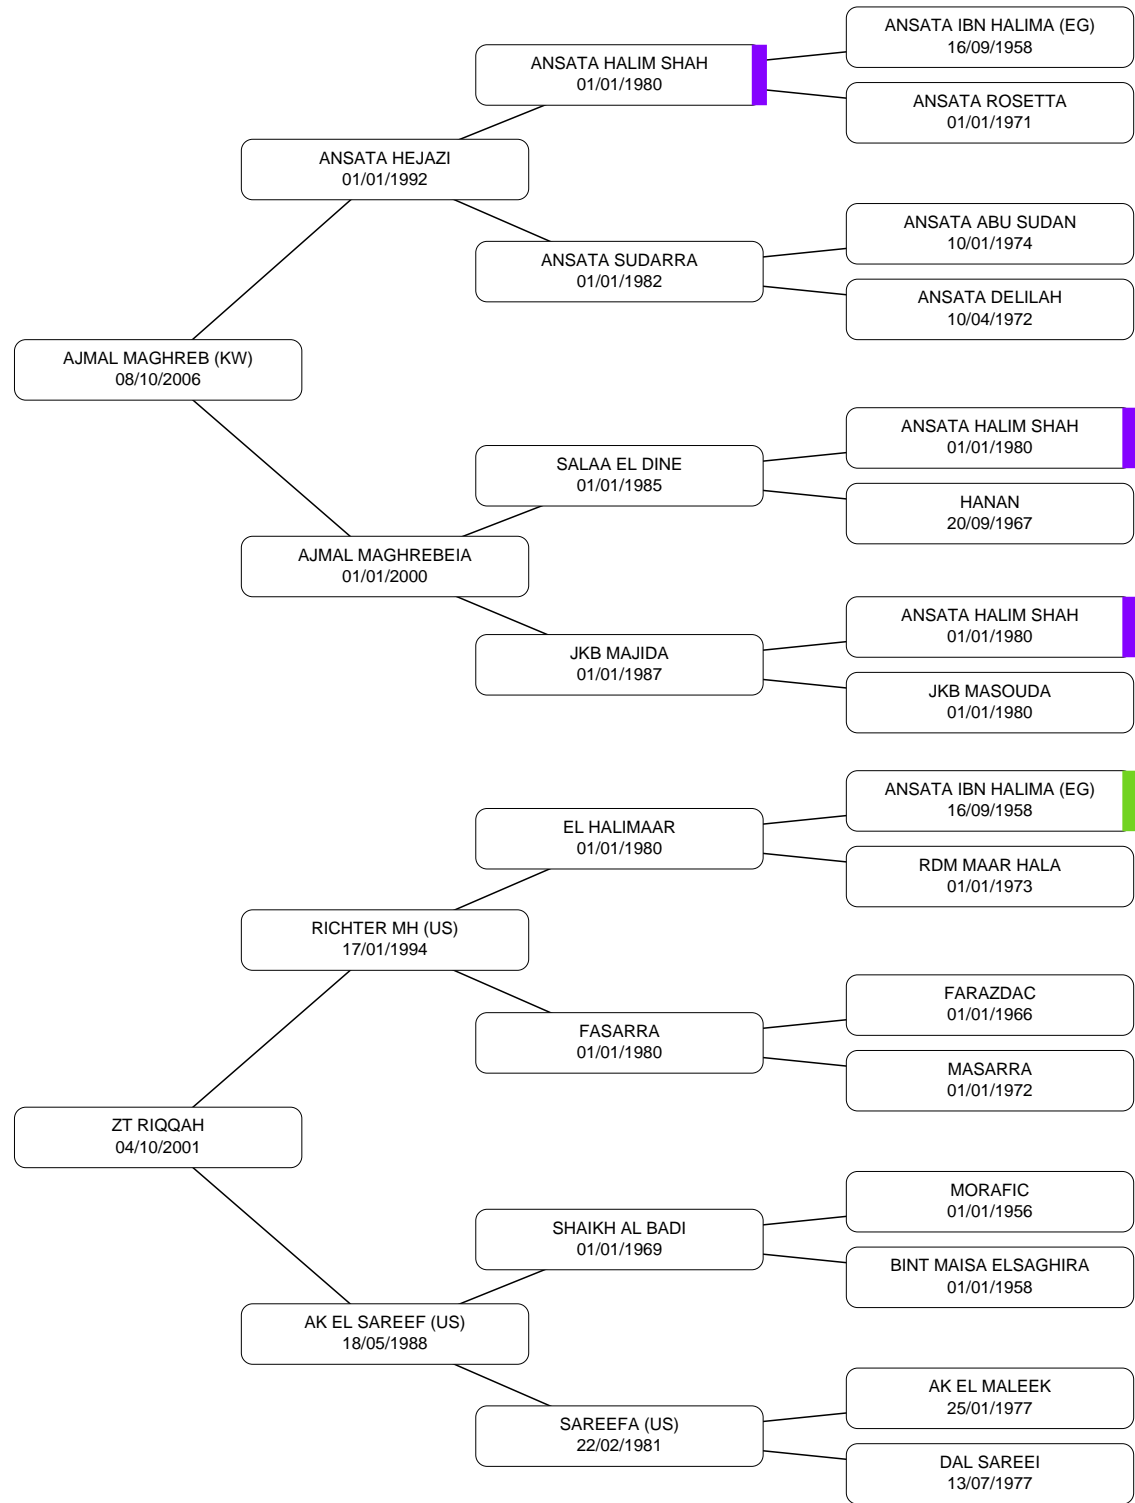 ANSATA IBN HALIMA (EG)
16/09/1958
ANSATA HALIM SHAH
01/01/1980
ANSATA ROSETTA
01/01/1971
ANSATA HEJAZI
01/01/1992
ANSATA ABU SUDAN
10/01/1974
ANSATA SUDARRA
01/01/1982
ANSATA DELILAH
10/04/1972
AJMAL MAGHREB (KW)
08/10/2006
ANSATA HALIM SHAH
01/01/1980
SALAA EL DINE
01/01/1985
HANAN
20/09/1967
AJMAL MAGHREBEIA
01/01/2000
ANSATA HALIM SHAH
01/01/1980
JKB MAJIDA
01/01/1987
JKB MASOUDA
01/01/1980
ANSATA IBN HALIMA (EG)
16/09/1958
EL HALIMAAR
01/01/1980
RDM MAAR HALA
01/01/1973
RICHTER MH (US)
17/01/1994
FARAZDAC
01/01/1966
FASARRA
01/01/1980
MASARRA
01/01/1972
ZT RIQQAH
04/10/2001
MORAFIC
01/01/1956
SHAIKH AL BADI
01/01/1969
BINT MAISA ELSAGHIRA
01/01/1958
AK EL SAREEF (US)
18/05/1988
AK EL MALEEK
25/01/1977
SAREEFA (US)
22/02/1981
DAL SAREEI
13/07/1977